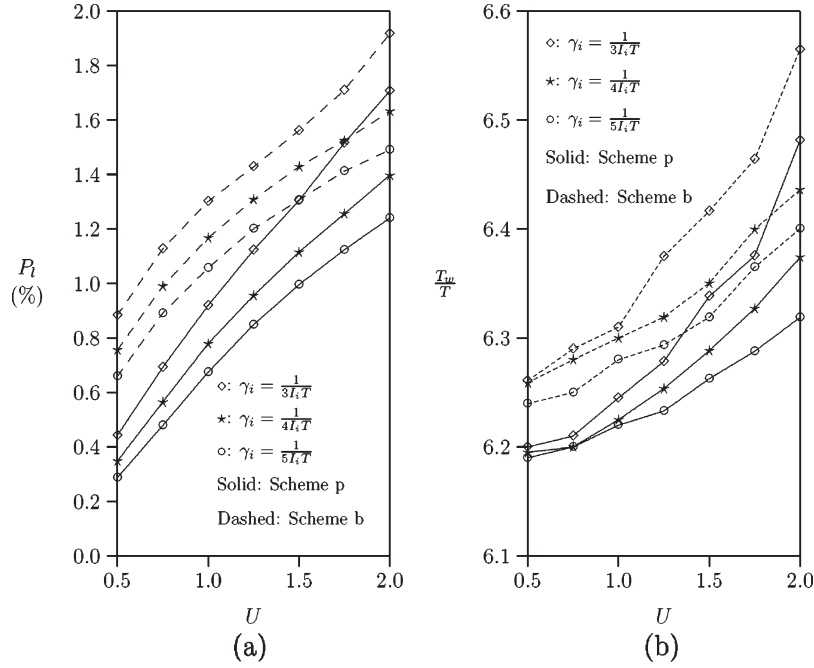 2.0
1.8
1.6
1.4
1.2
1.0
0.8
0.6
0.4
0.2
0.0
P_l
(%)
◇: γ_i = 1/(3I_iT)
★: γ_i = 1/(4I_iT)
○: γ_i = 1/(5I_iT)
Solid: Scheme p
Dashed: Scheme b
0.5 1.0 1.5 2.0
U
(a)
6.6
6.5
6.4
6.3
6.2
6.1
T_w/T
◇: γ_i = 1/(3I_iT)
★: γ_i = 1/(4I_iT)
○: γ_i = 1/(5I_iT)
Solid: Scheme p
Dashed: Scheme b
0.5 1.0 1.5 2.0
U
(b)